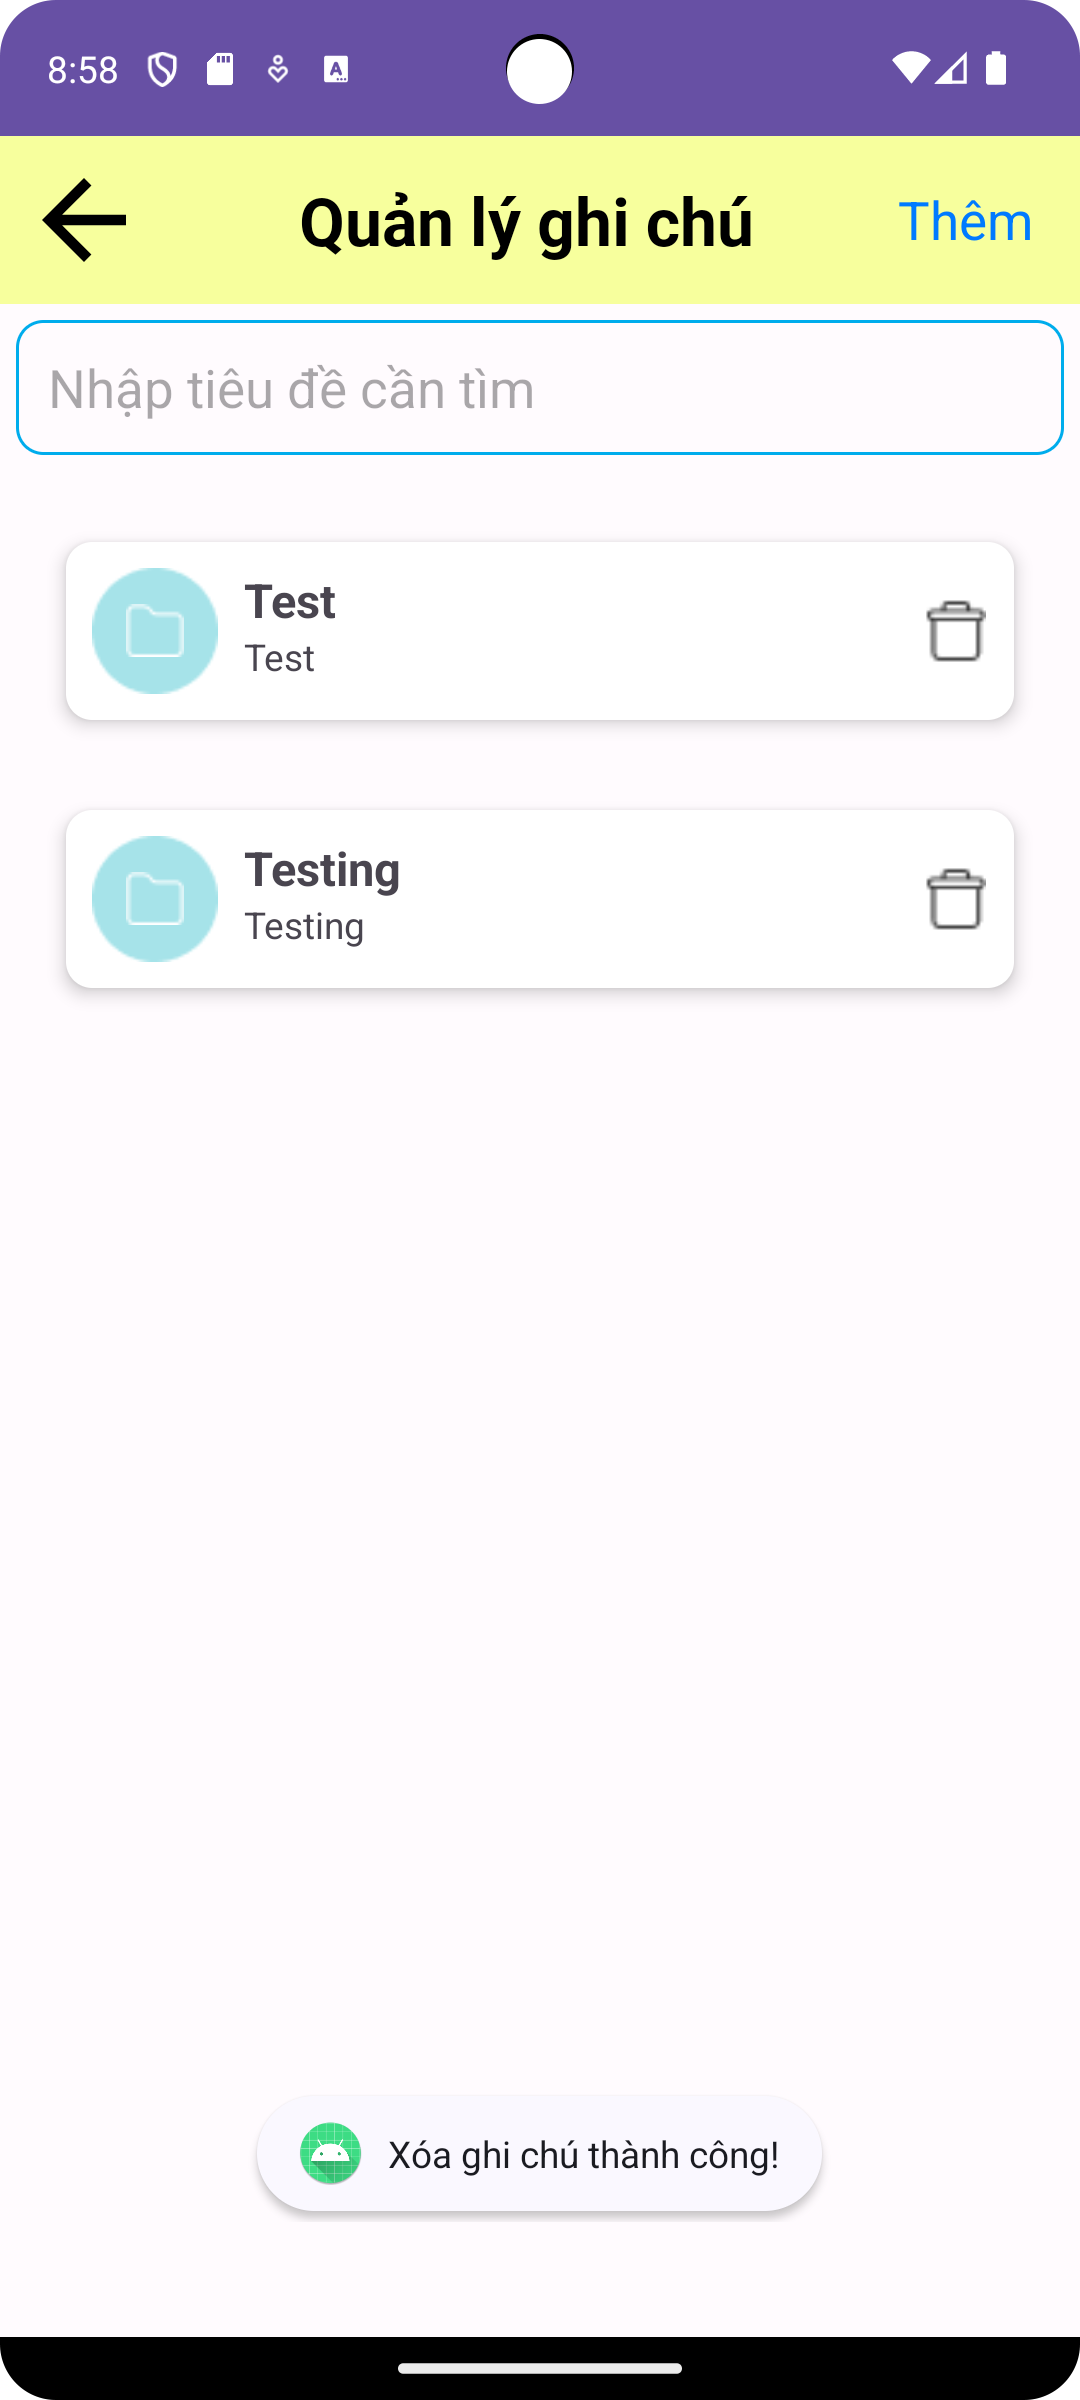 8:58
Quản lý ghi chú
Thêm
Nhập tiêu đề cần tìm
Test
Test
Testing
Testing
Xóa ghi chú thành công!